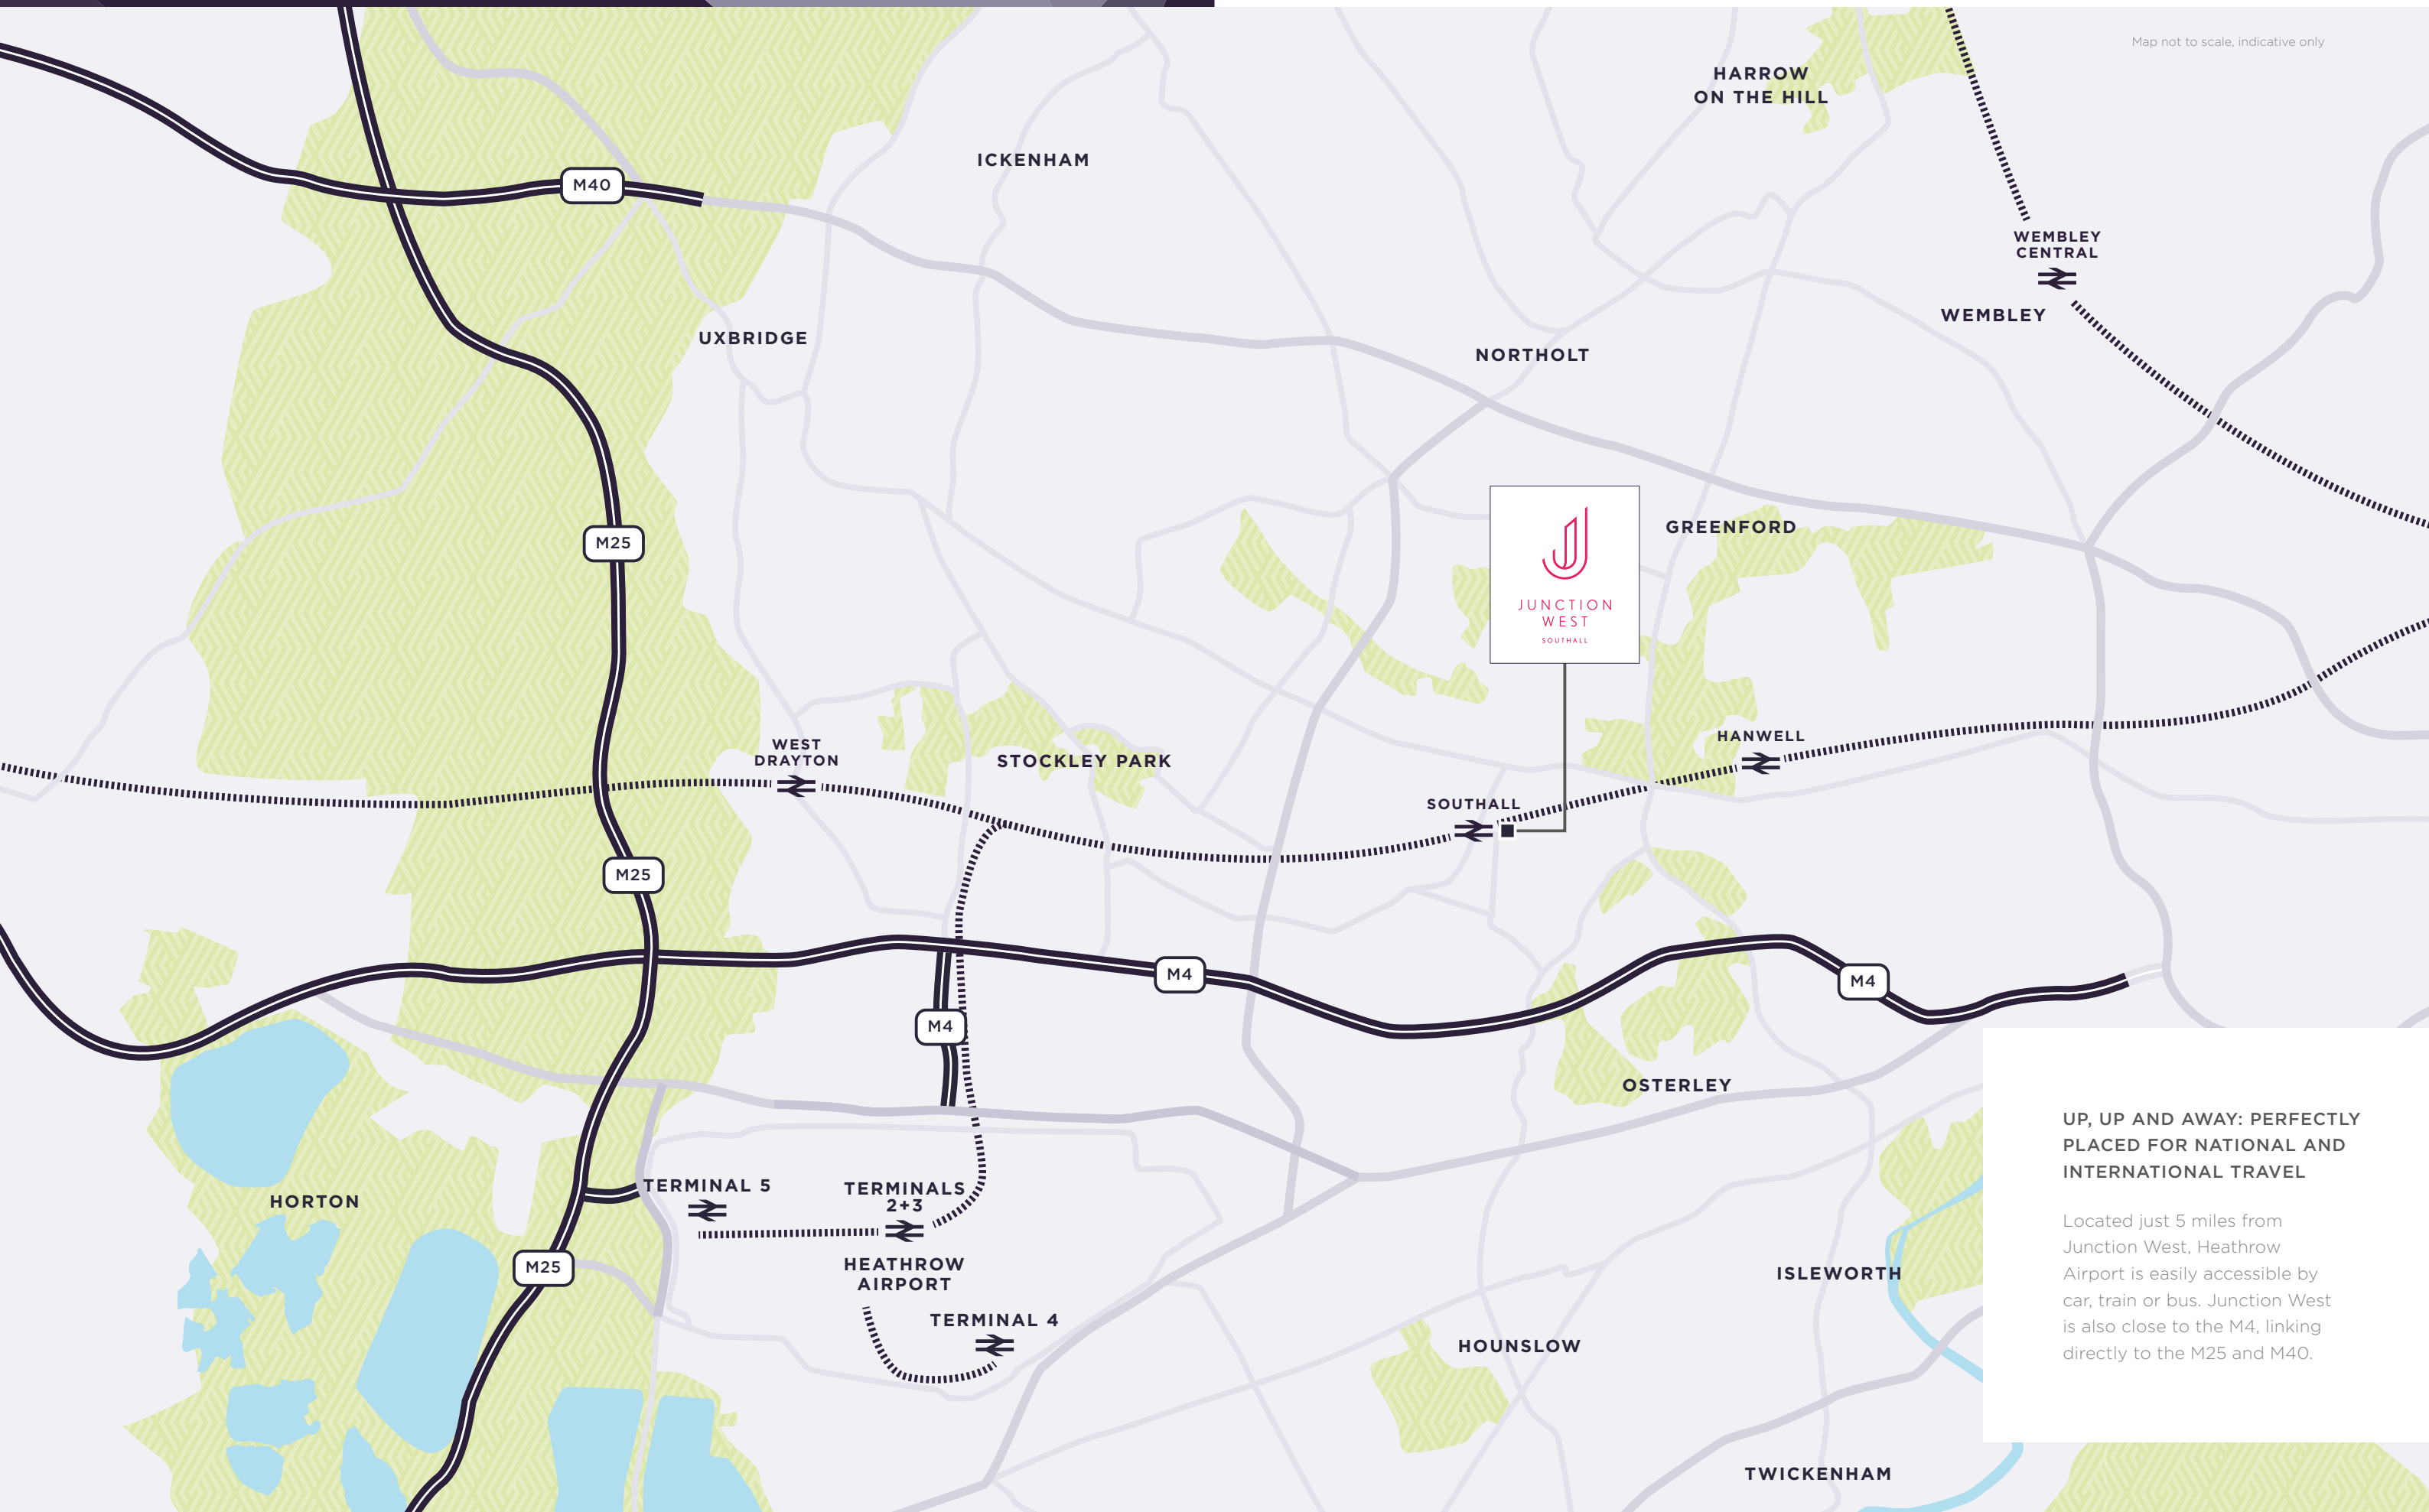 Map not to scale, indicative only
HARROW
ON THE HILL
ICKENHAM
M40
WEMBLEY
CENTRAL
WEMBLEY
UXBRIDGE
NORTHOLT
M25
GREENFORD
JUNCTION
WEST
SOUTHALL
HANWELL
WEST
DRAYTON
STOCKLEY PARK
SOUTHALL
M25
M4
M4
M4
OSTERLEY
TERMINAL 5
TERMINALS
2+3
HORTON
HEATHROW
AIRPORT
M25
TERMINAL 4
ISLEWORTH
HOUNSLOW
TWICKENHAM
UP, UP AND AWAY: PERFECTLY
PLACED FOR NATIONAL AND
INTERNATIONAL TRAVEL
Located just 5 miles from
Junction West, Heathrow
Airport is easily accessible by
car, train or bus. Junction West
is also close to the M4, linking
directly to the M25 and M40.